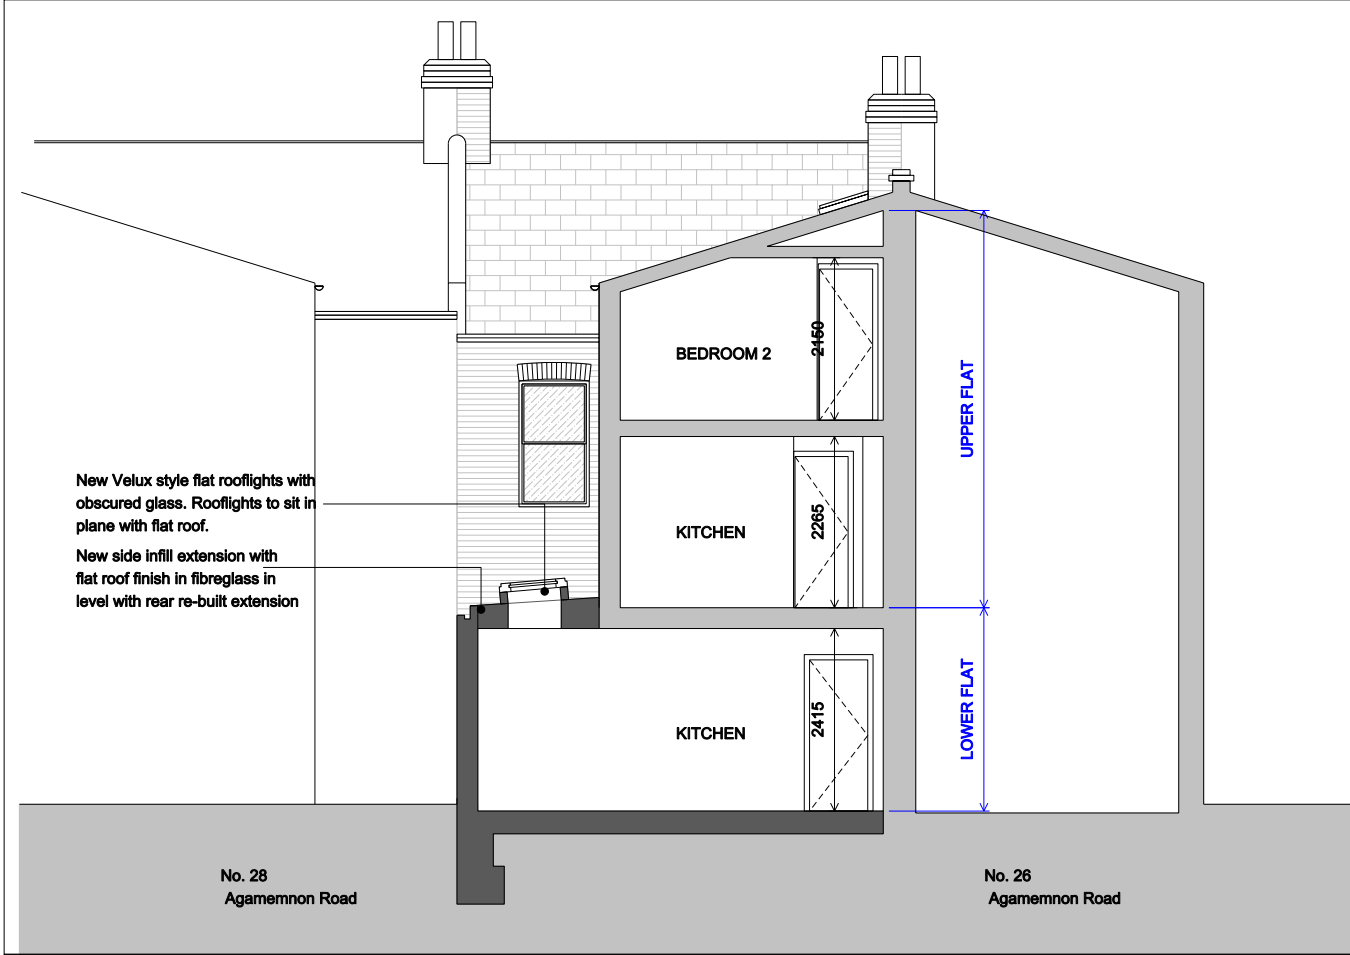 BEDROOM 2
2150
UPPER FLAT
New Velux style flat rooflights with
obscured glass. Rooflights to sit in
plane with flat roof.
KITCHEN
2265
New side infill extension with
flat roof finish in fibreglass in
level with rear re-built extension
KITCHEN
2415
LOWER FLAT
No. 28
Agamemnon Road
No. 26
Agamemnon Road